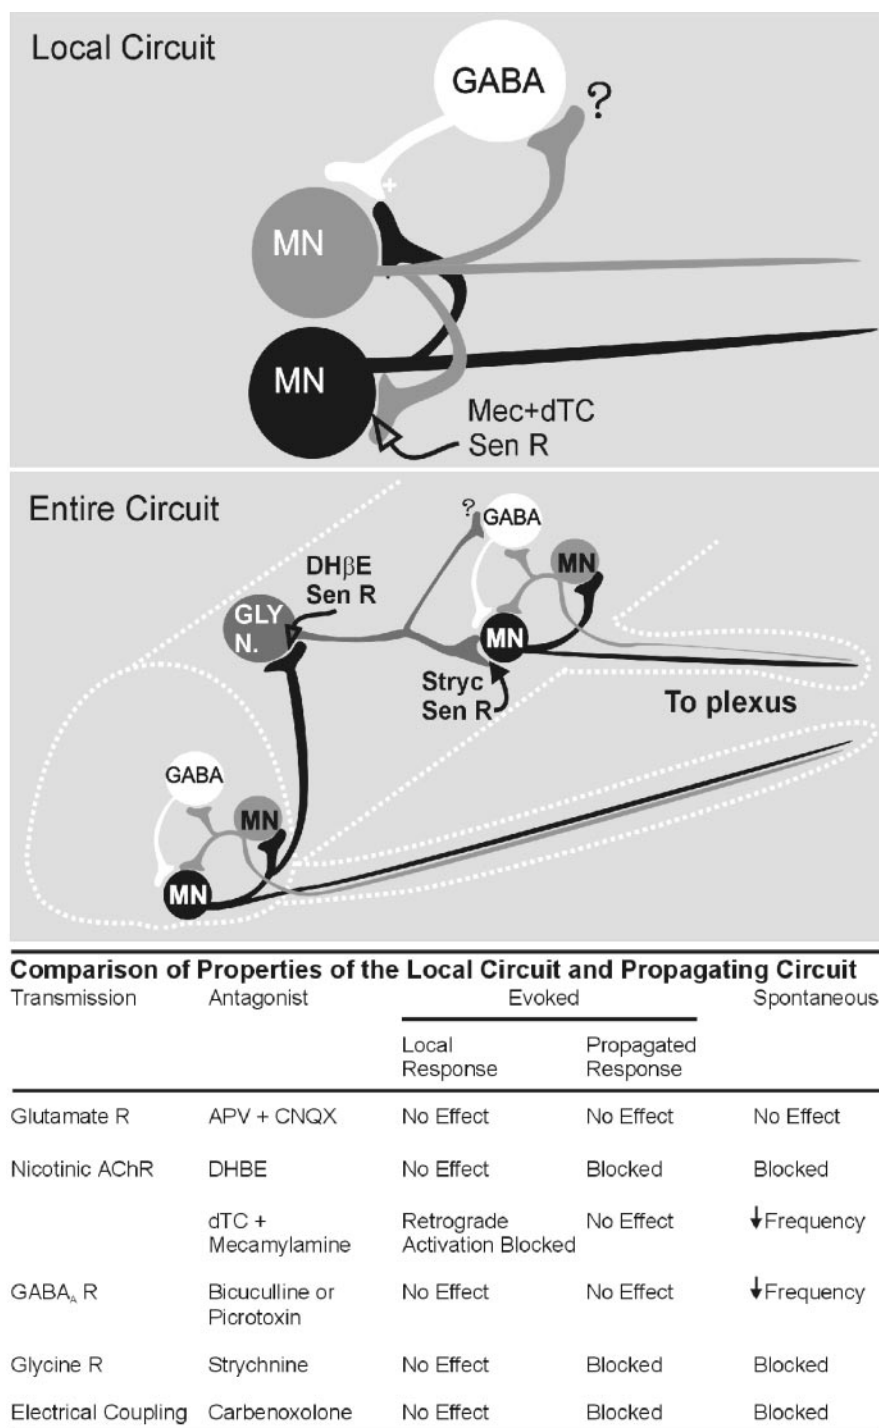 Local Circuit
GABA
?
+
MN
MN
Mec+dTC
Sen R
Entire Circuit
?
GABA
MN
DHβE
Sen R
GLY
N.
MN
Stryc
Sen R
To plexus
GABA
MN
MN
Comparison of Properties of the Local Circuit and Propagating Circuit
Transmission Antagonist Evoked Spontaneous
Local Propagated
Response Response
Glutamate R APV + CNQX No Effect No Effect No Effect
Nicotinic AChR DHBE No Effect Blocked Blocked
dTC + Retrograde No Effect ↓Frequency
Mecamylamine Activation Blocked
GABAA R Bicuculline or No Effect No Effect ↓Frequency
Picrotoxin
Glycine R Strychnine No Effect Blocked Blocked
Electrical Coupling Carbenoxolone No Effect Blocked Blocked